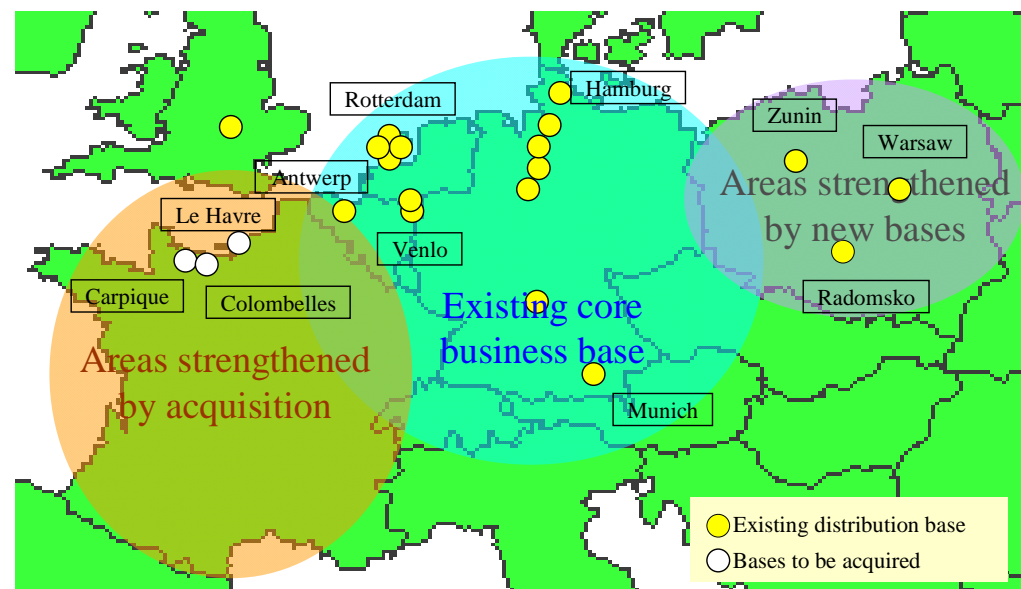 Rotterdam
Hamburg
Zunin
Warsaw
Antwerp
Areas strengthened
by new bases
Le Havre
Venlo
Carpique
Colombelles
Radomsko
Existing core
business base
Areas strengthened
by acquisition
Munich
Existing distribution base
Bases to be acquired